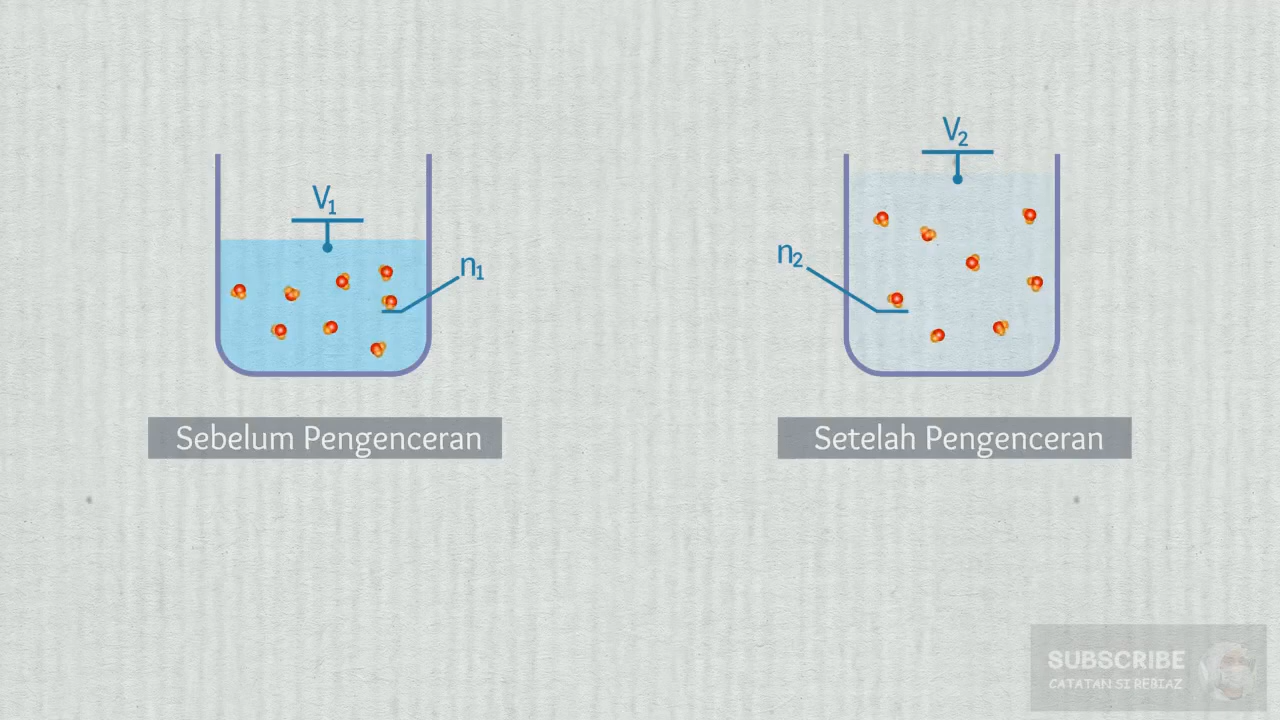 V₁
n₁
Sebelum Pengenceran
V₂
n₂
Setelah Pengenceran
SUBSCRIBE
CATATAN SI REBIAZ